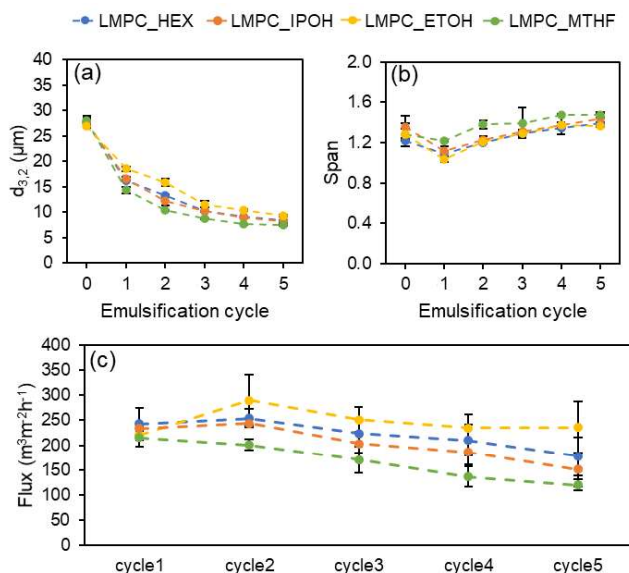 LMPC_HEX LMPC_IPOH LMPC_ETOH LMPC_MTHF
(a)
40
35
30
25
20
15
10
5
0
d3,2 (μm)
0 1 2 3 4 5
Emulsification cycle
(b)
2.0
1.6
1.2
0.8
0.4
0.0
Span
0 1 2 3 4 5
Emulsification cycle
(c)
400
350
300
250
200
150
100
50
0
Flux (m³m⁻²h⁻¹)
cycle1 cycle2 cycle3 cycle4 cycle5